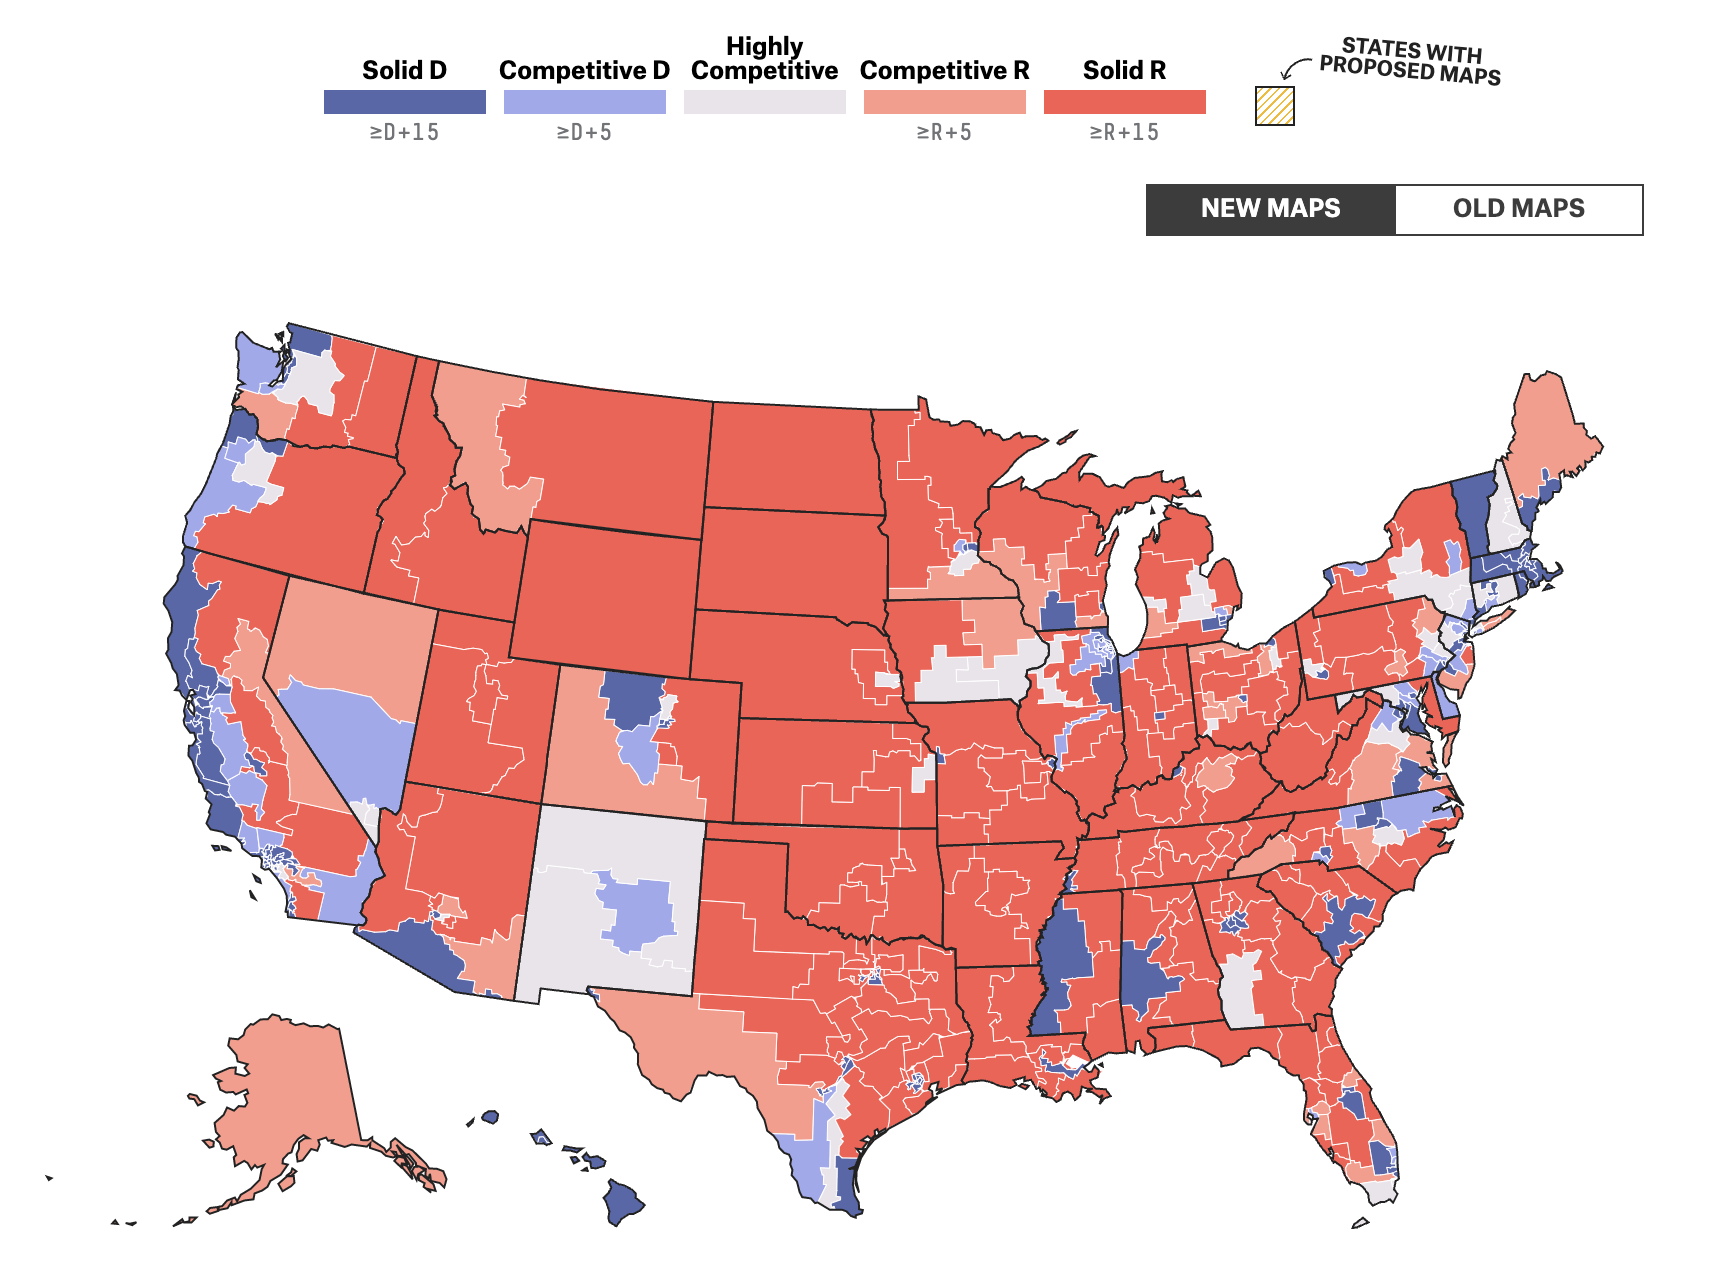 Solid D
Competitive D
Highly
Competitive
Competitive R
Solid R
≥D+15
≥D+5
≥R+5
≥R+15
STATES WITH
PROPOSED MAPS
NEW MAPS
OLD MAPS